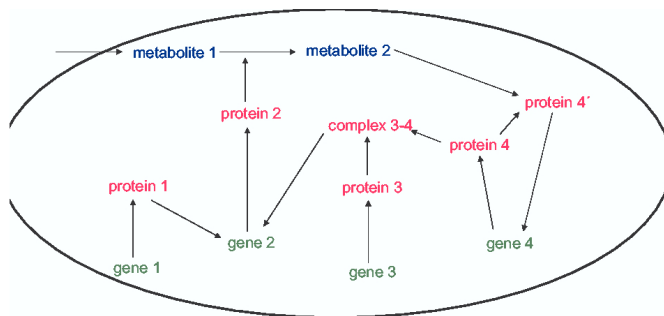 metabolite 1
metabolite 2
protein 2
protein 4'
complex 3-4
protein 4
protein 1
protein 3
gene 2
gene 4
gene 1
gene 3